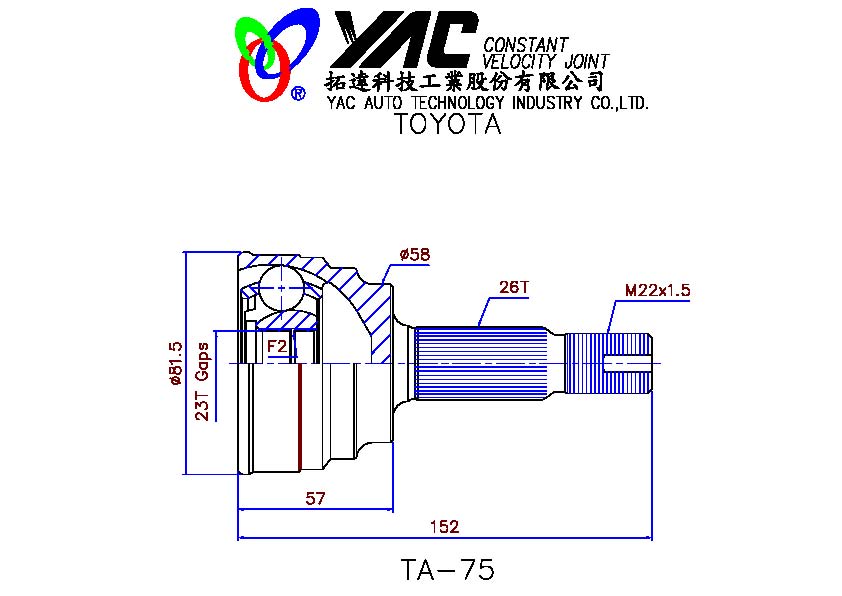 YAC CONSTANT
VELOCITY JOINT
®
拓達科技工業股份有限公司
YAC AUTO TECHNOLOGY INDUSTRY CO.,LTD.
TOYOTA
ø58
26T
M22x1.5
F2
ø81.5
23T Gaps
57
152
TA-75